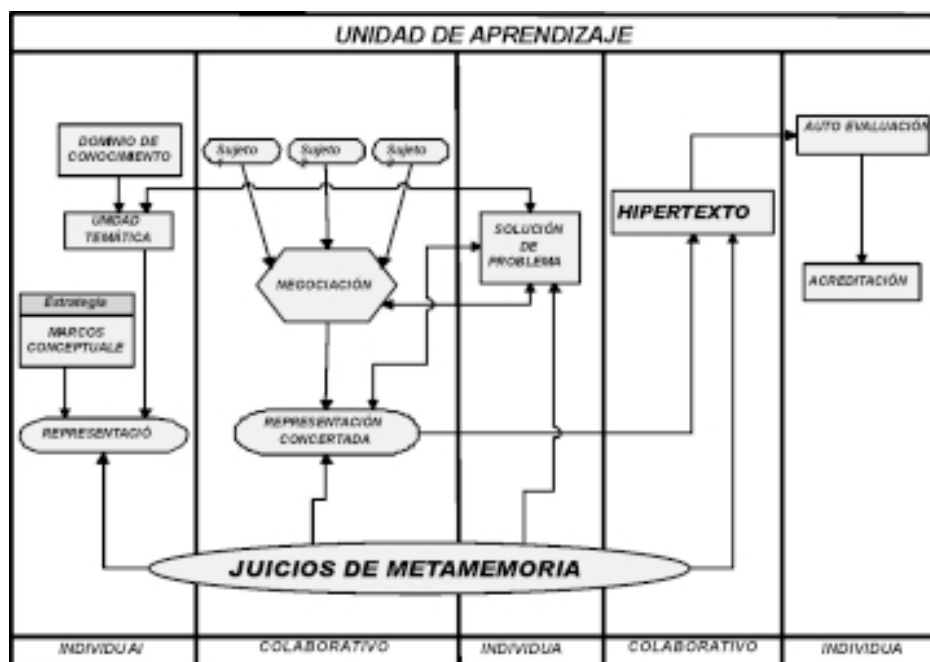 UNIDAD DE APRENDIZAJE
DOMINIO DE
CONOCIMIENTO
Sujeto
Sujeto
Sujeto
UNIDAD
TEMÁTICA
NEGOCIACIÓN
SOLUCIÓN
DE
PROBLEMA
HIPERTEXTO
AUTO EVALUACIÓN
ACREDITACIÓN
Estrategia
MARCOS
CONCEPTUALE
REPRESENTACIÓ
REPRESENTACIÓN
CONCERTADA
JUICIOS DE METAMEMORIA
INDIVIDUAl
COLABORATIVO
INDIVIDUA
COLABORATIVO
INDIVIDUA